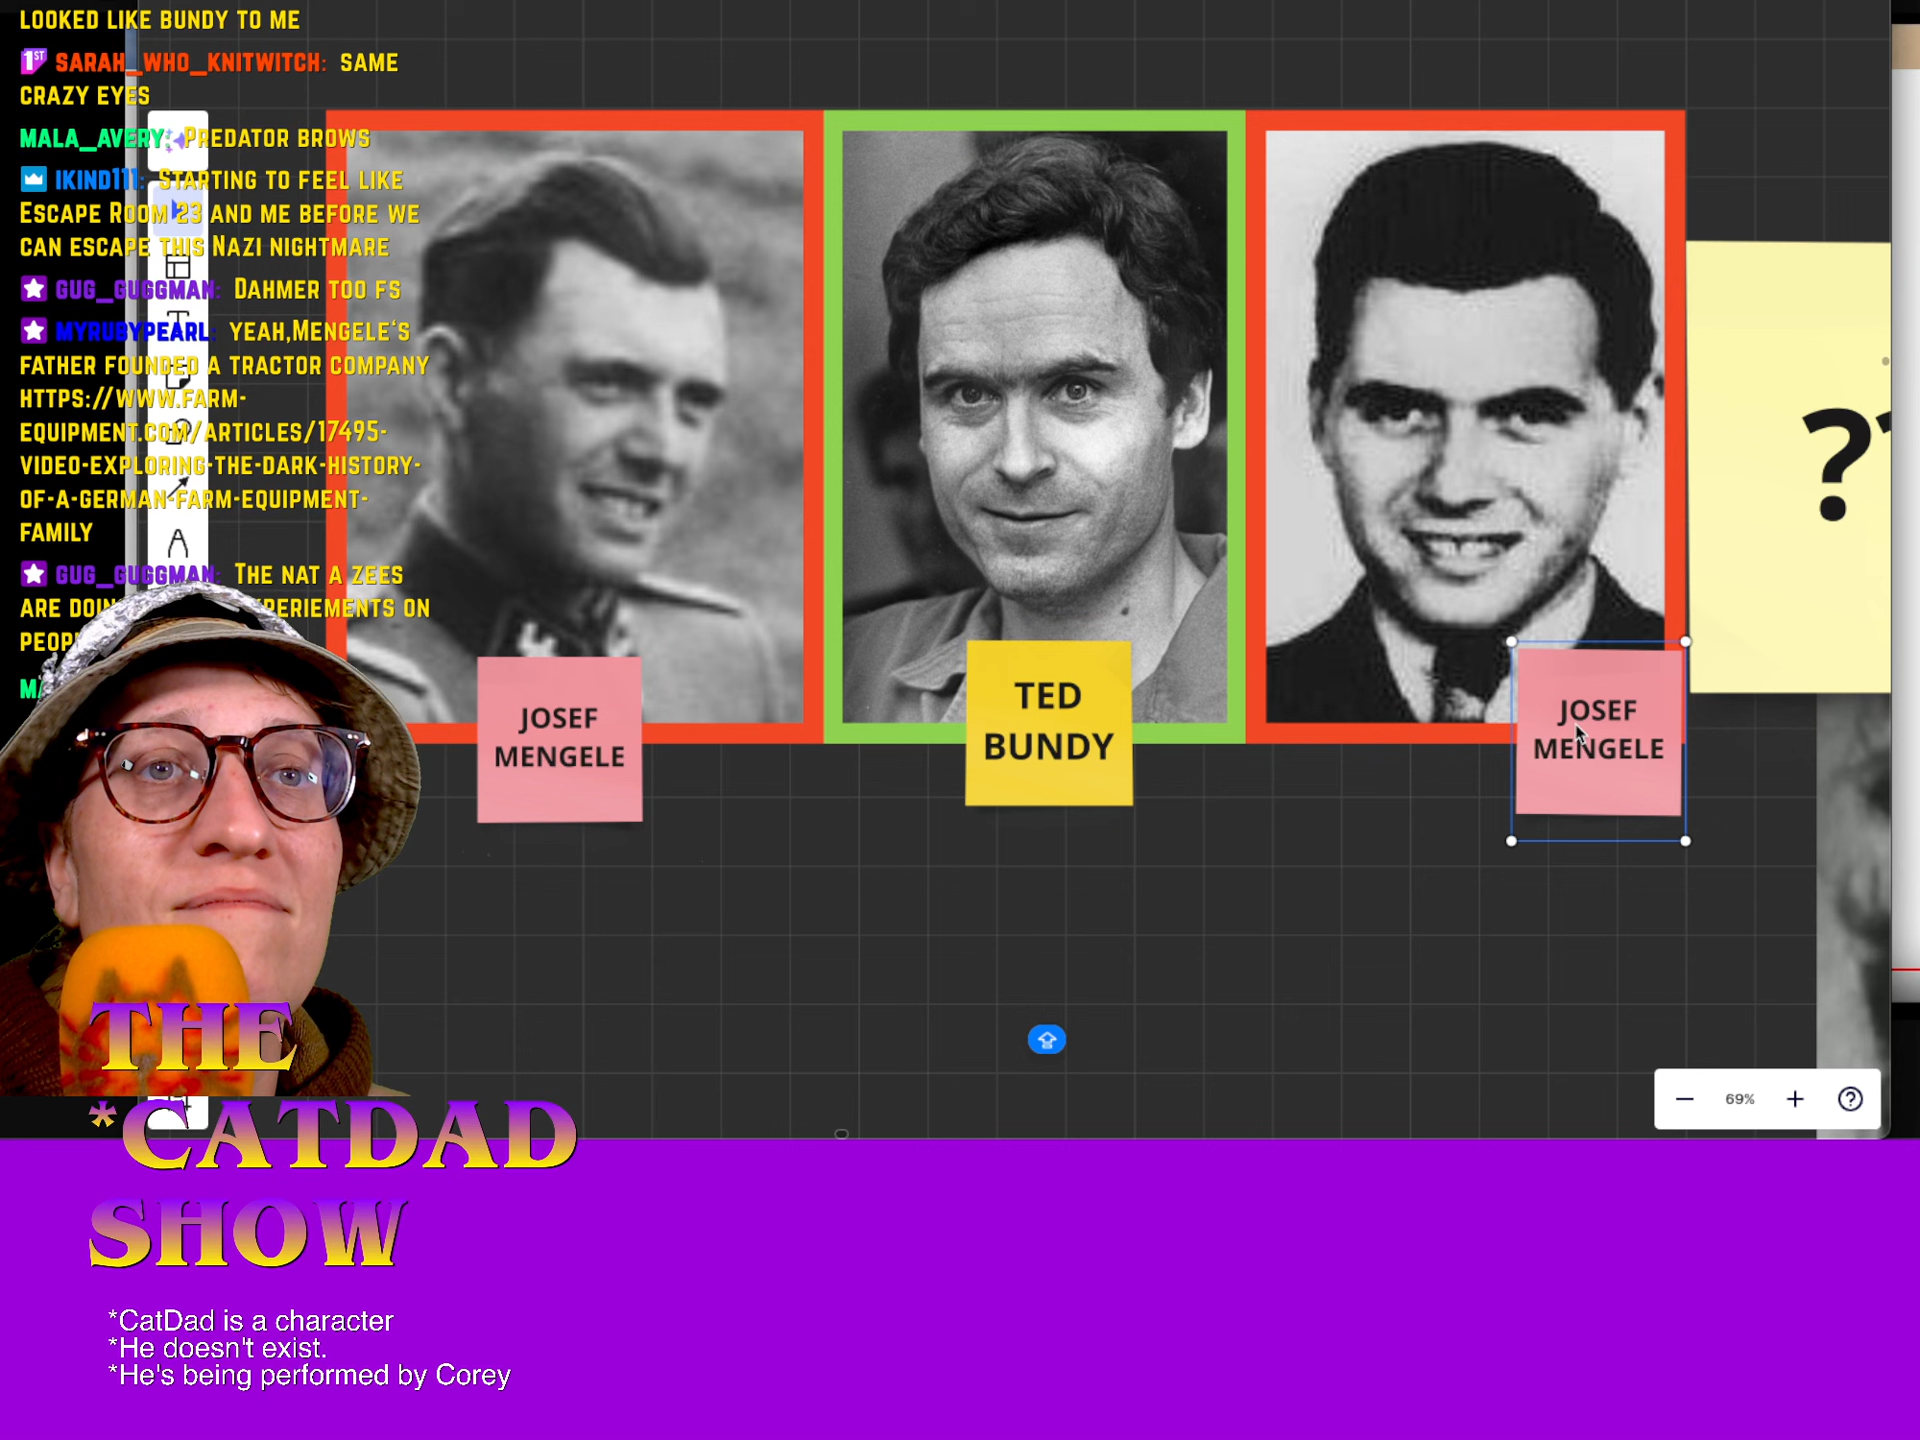 LOOKED LIKE BUNDY TO ME
1ST SARAH_WHO_KNITWITCH: SAME
CRAZY EYES
MALA_AVERY: PREDATOR BROWS
IKIND111: STARTING TO FEEL LIKE
ESCAPE ROOM 23 AND ME BEFORE WE
CAN ESCAPE THIS NAZI NIGHTMARE
GUG_GUGGMAN: DAHMER TOO FS
MYRUBYPEARL: YEAH,MENGELE'S
FATHER FOUNDED A TRACTOR COMPANY
HTTPS://WWW.FARM-
EQUIPMENT.COM/ARTICLES/17495-
VIDEO-EXPLORING-THE-DARK-HISTORY-
OF-A-GERMAN-FARM-EQUIPMENT-
FAMILY
GUG_GUGGMAN: THE NAT A ZEES
ARE ON
JOSEF
MENGELE
TED
BUNDY
JOSEF
MENGELE
?
69%
THE
*CATDAD
SHOW
*CatDad is a character
*He doesn't exist.
*He's being performed by Corey